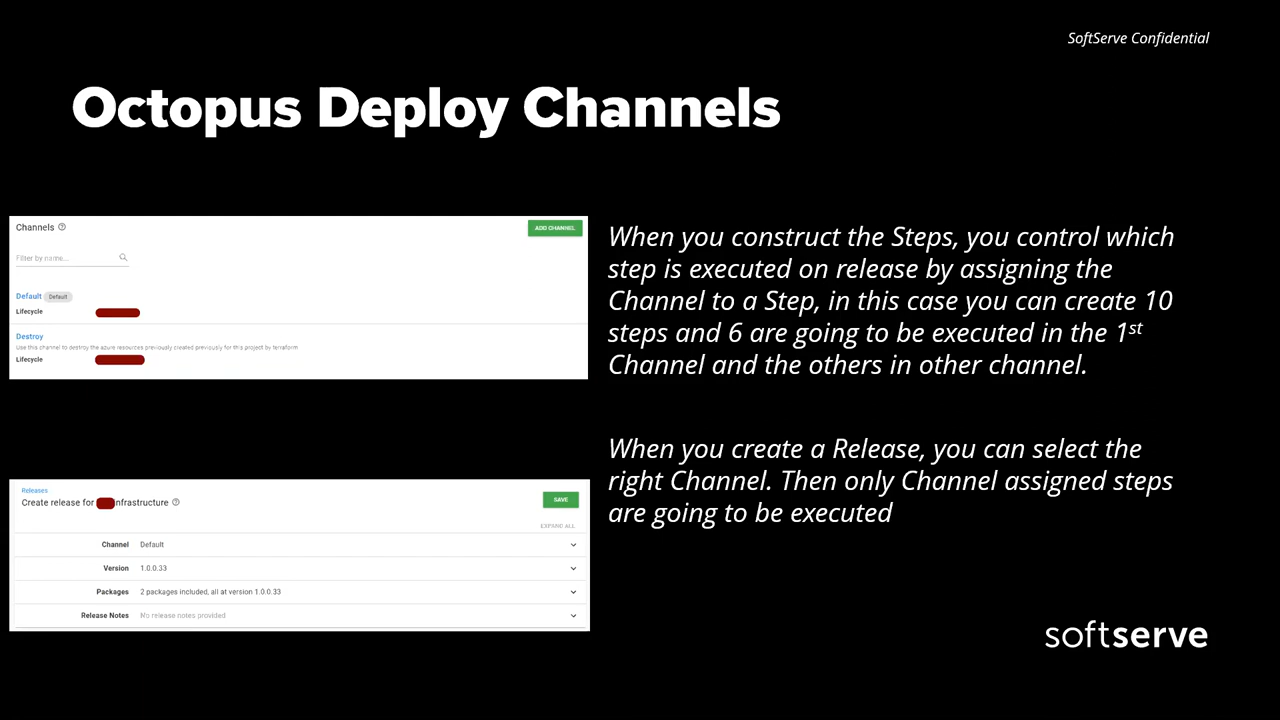 SoftServe Confidential
Octopus Deploy Channels
Channels
ADD CHANNEL
Filter by name...
Default Default
Lifecycle
Destroy
Use this channel to destroy the azure resources previously created previously for this project by terraform
Lifecycle
When you construct the Steps, you control which
step is executed on release by assigning the
Channel to a Step, in this case you can create 10
steps and 6 are going to be executed in the 1st
Channel and the others in other channel.
When you create a Release, you can select the
right Channel. Then only Channel assigned steps
are going to be executed
Releases
Create release for nfrastructure
SAVE
EXPAND ALL
Channel Default
Version 1.0.0.33
Packages 2 packages included, all at version 1.0.0.33
Release Notes No release notes provided
softserve